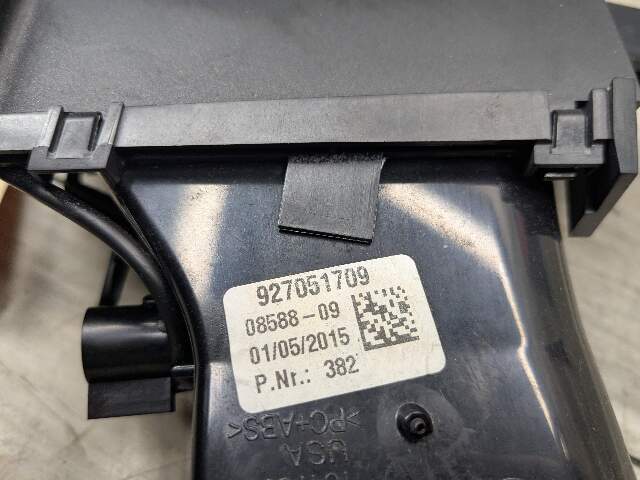 927051709
08588-09
01/05/2015
P.Nr.: 382
>PC+ABS<
USA